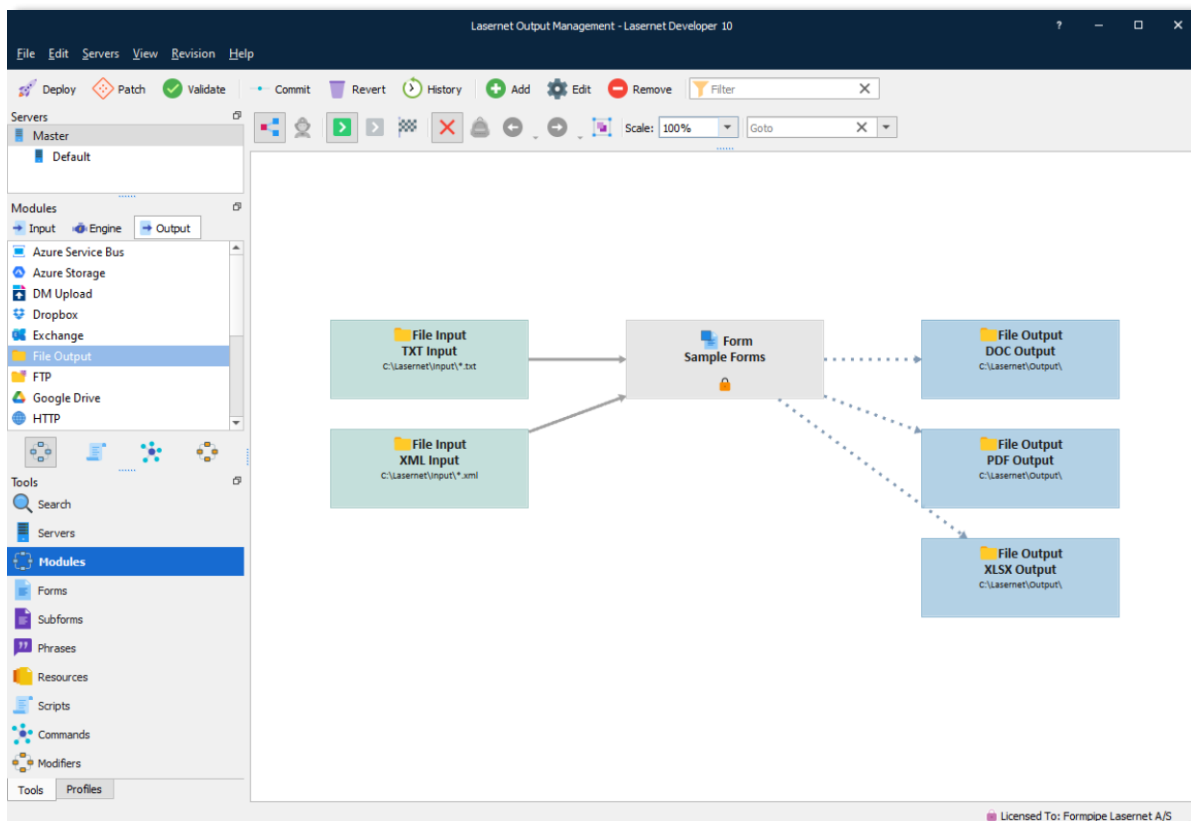 Lasernet Output Management - Lasernet Developer 10
?
File Edit Servers View Revision Help
Deploy Patch Validate Commit Revert History Add Edit Remove Filter
Servers
Master
Default
Scale: 100% Goto
Modules
Input Engine Output
Azure Service Bus
Azure Storage
DM Upload
Dropbox
Exchange
File Output
FTP
Google Drive
HTTP
Tools
Search
Servers
Modules
Forms
Subforms
Phrases
Resources
Scripts
Commands
Modifiers
Tools Profiles
File Input
TXT Input
C:\Lasernet\Input\*.txt
File Input
XML Input
C:\Lasernet\Input\*.xml
Form
Sample Forms
File Output
DOC Output
C:\Lasernet\Output\
File Output
PDF Output
C:\Lasernet\Output\
File Output
XLSX Output
C:\Lasernet\Output\
Licensed To: Formpipe Lasernet A/S